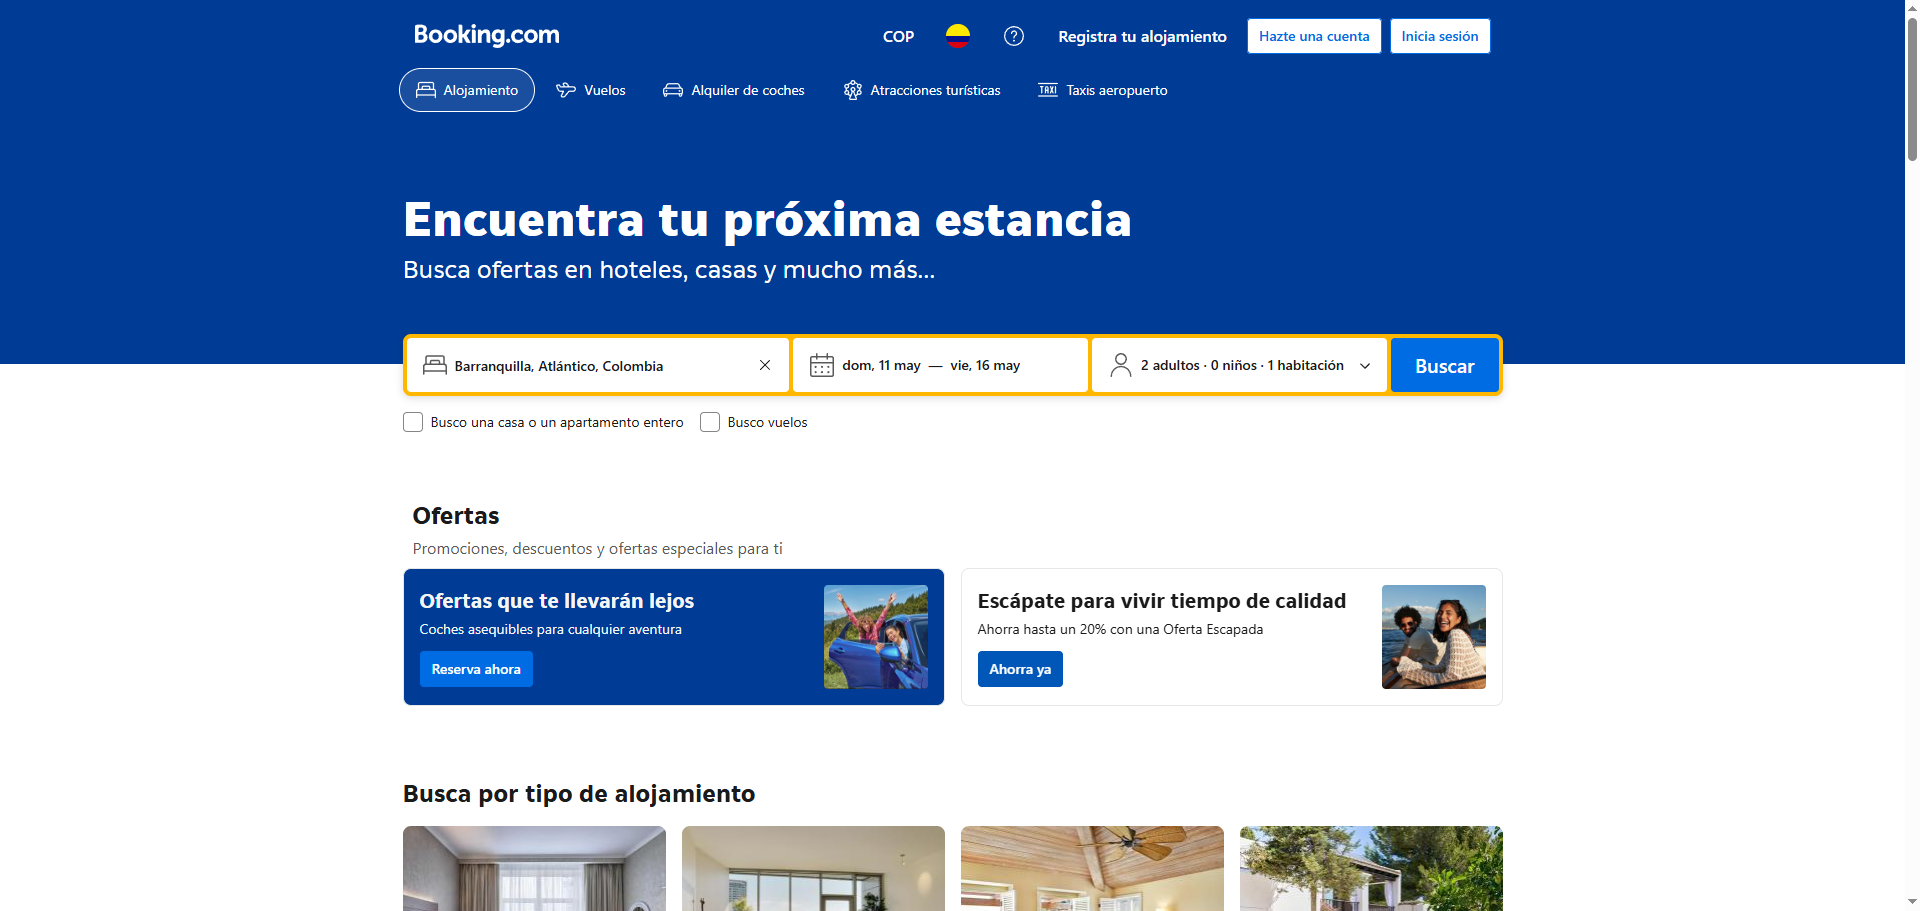 Booking.com
COP
Registra tu alojamiento
Hazte una cuenta
Inicia sesión
Alojamiento
Vuelos
Alquiler de coches
Atracciones turísticas
TAXI
Taxis aeropuerto
Encuentra tu próxima estancia
Busca ofertas en hoteles, casas y mucho más...
Barranquilla, Atlántico, Colombia
dom, 11 may — vie, 16 may
2 adultos · 0 niños · 1 habitación
Buscar
Busco una casa o un apartamento entero
Busco vuelos
Ofertas
Promociones, descuentos y ofertas especiales para ti
Ofertas que te llevarán lejos
Coches asequibles para cualquier aventura
Reserva ahora
Escápate para vivir tiempo de calidad
Ahorra hasta un 20% con una Oferta Escapada
Ahorra ya
Busca por tipo de alojamiento